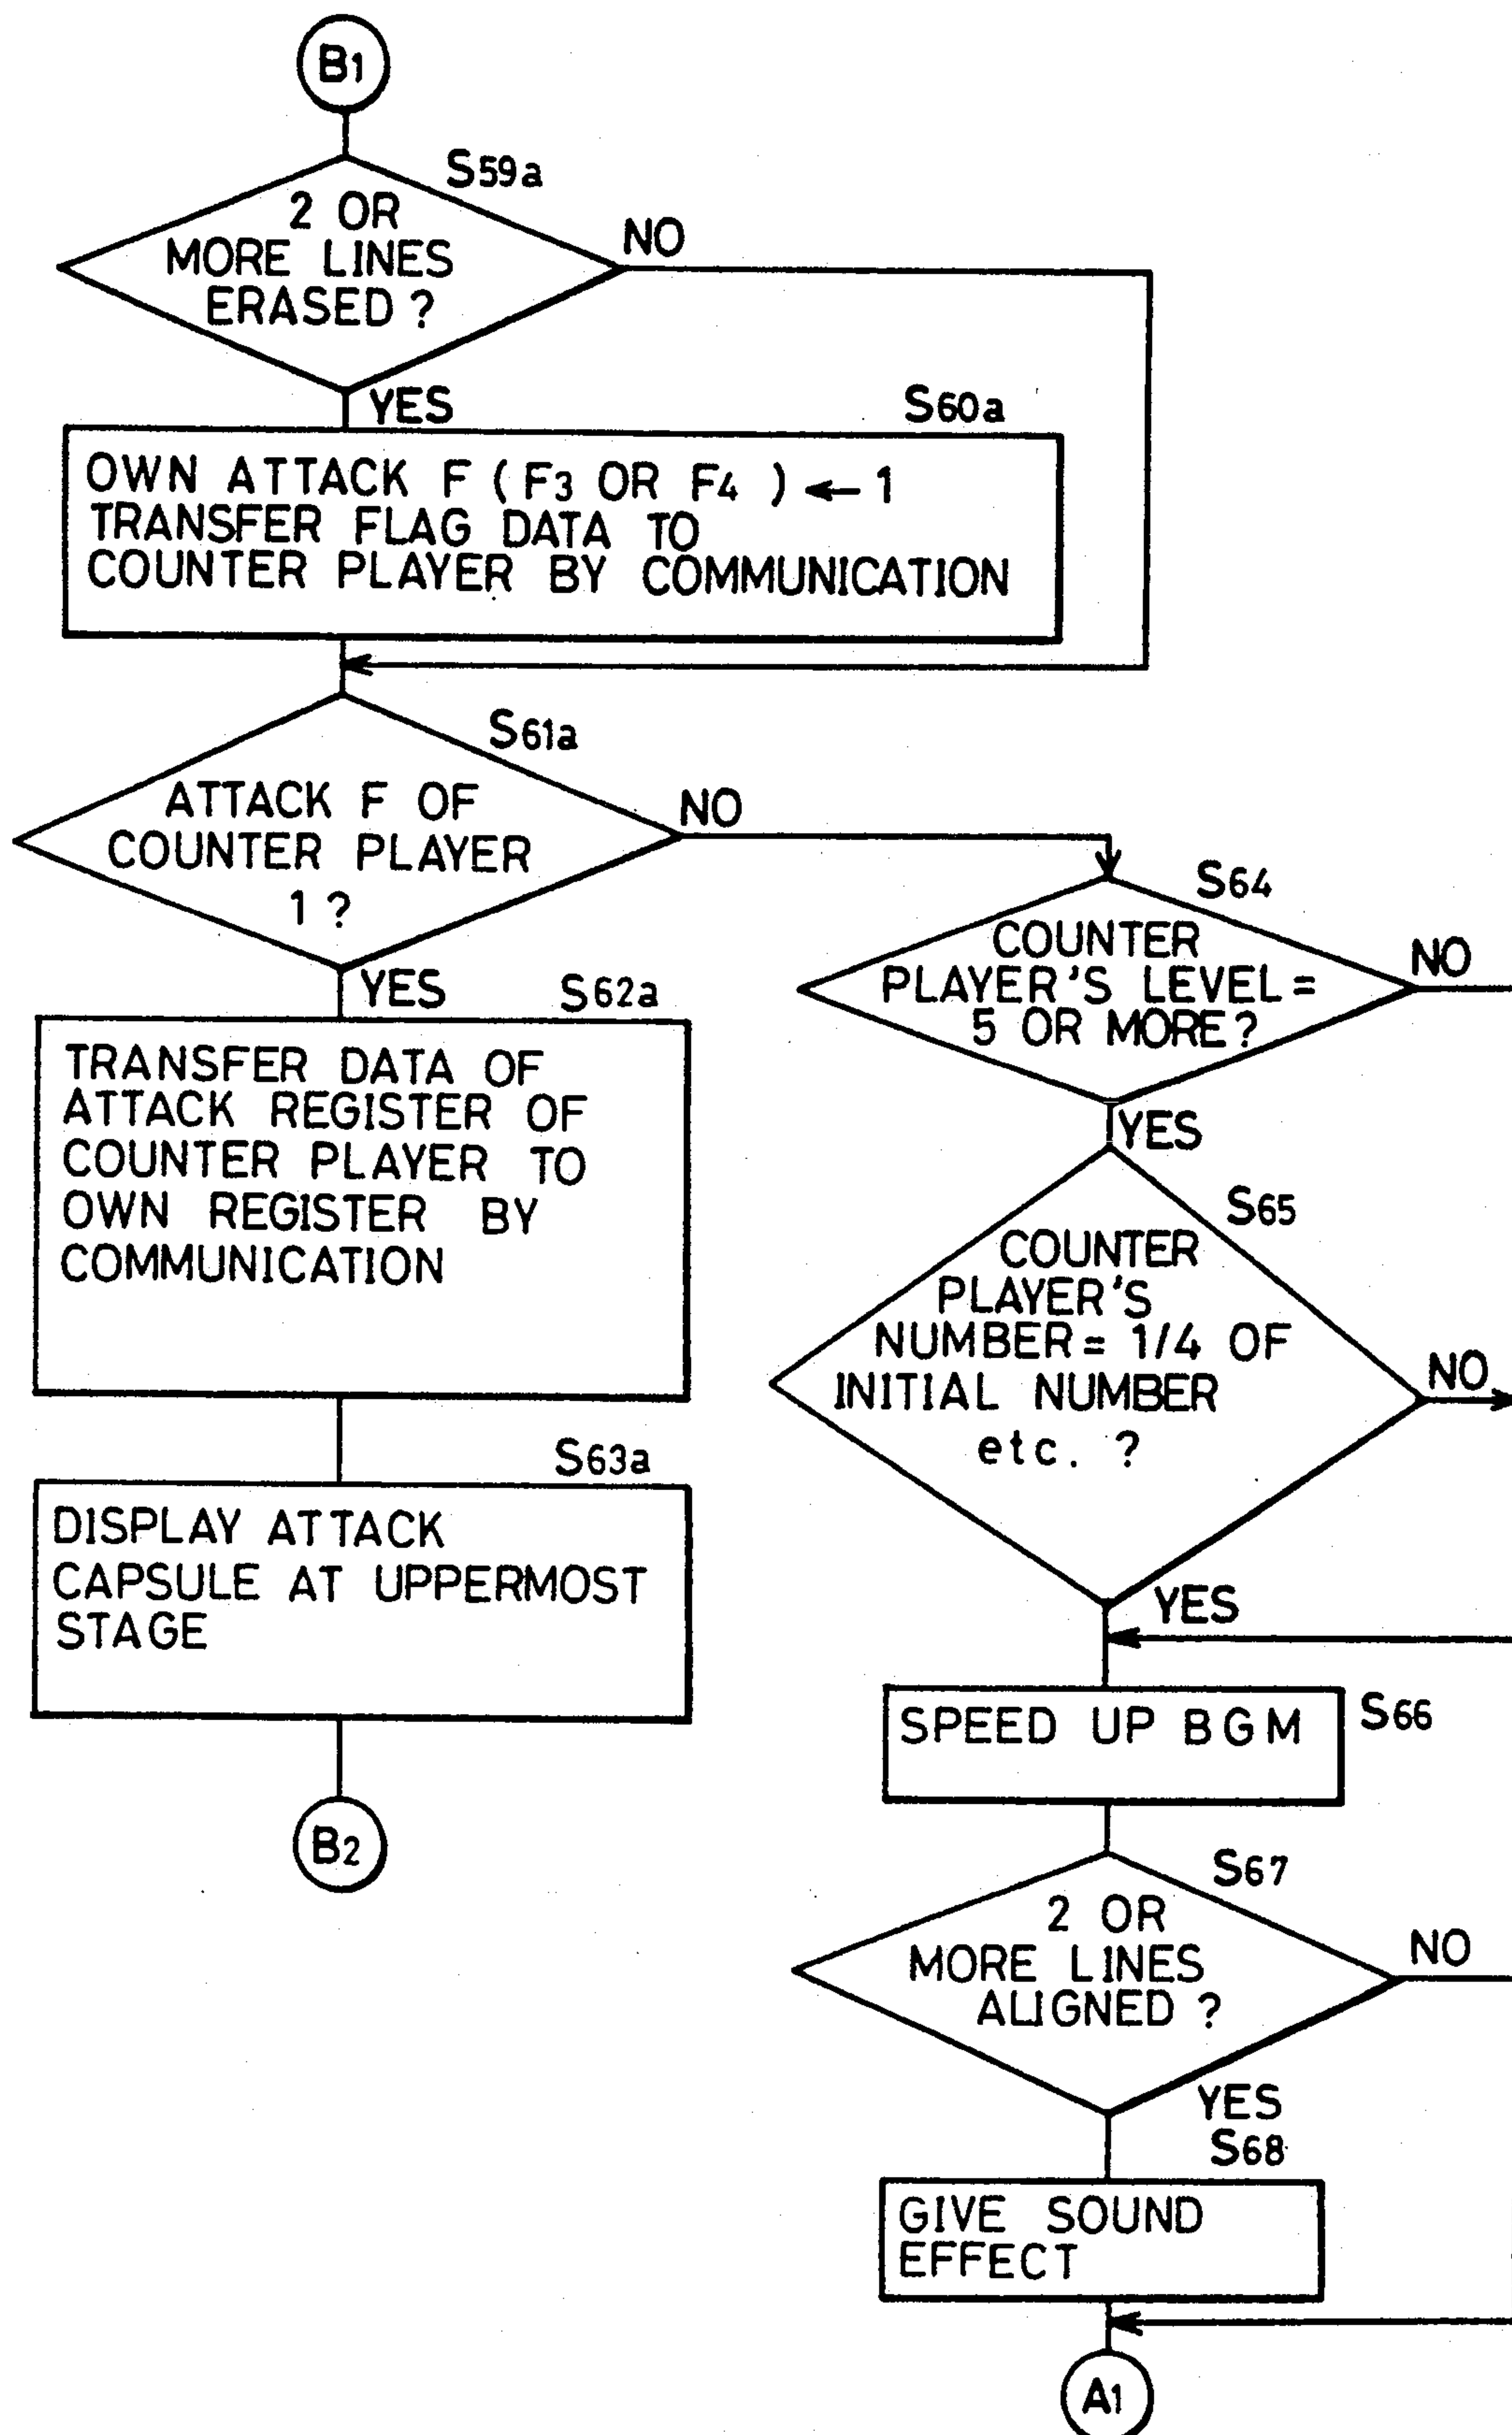 B1
S59a
2 OR
MORE LINES
ERASED ?
NO
YES
S60a
OWN ATTACK F ( F3 OR F4 ) ← 1
TRANSFER FLAG DATA TO
COUNTER PLAYER BY COMMUNICATION
S61a
ATTACK F OF
COUNTER PLAYER
1 ?
NO
YES
S62a
TRANSFER DATA OF
ATTACK REGISTER OF
COUNTER PLAYER TO
OWN REGISTER BY
COMMUNICATION
S63a
DISPLAY ATTACK
CAPSULE AT UPPERMOST
STAGE
B2
S64
COUNTER
PLAYER'S LEVEL =
5 OR MORE?
NO
YES
S65
COUNTER
PLAYER'S
NUMBER = 1/4 OF
INITIAL NUMBER
etc. ?
NO
YES
SPEED UP BGM
S66
S67
2 OR
MORE LINES
ALIGNED ?
NO
YES
S68
GIVE SOUND
EFFECT
A1